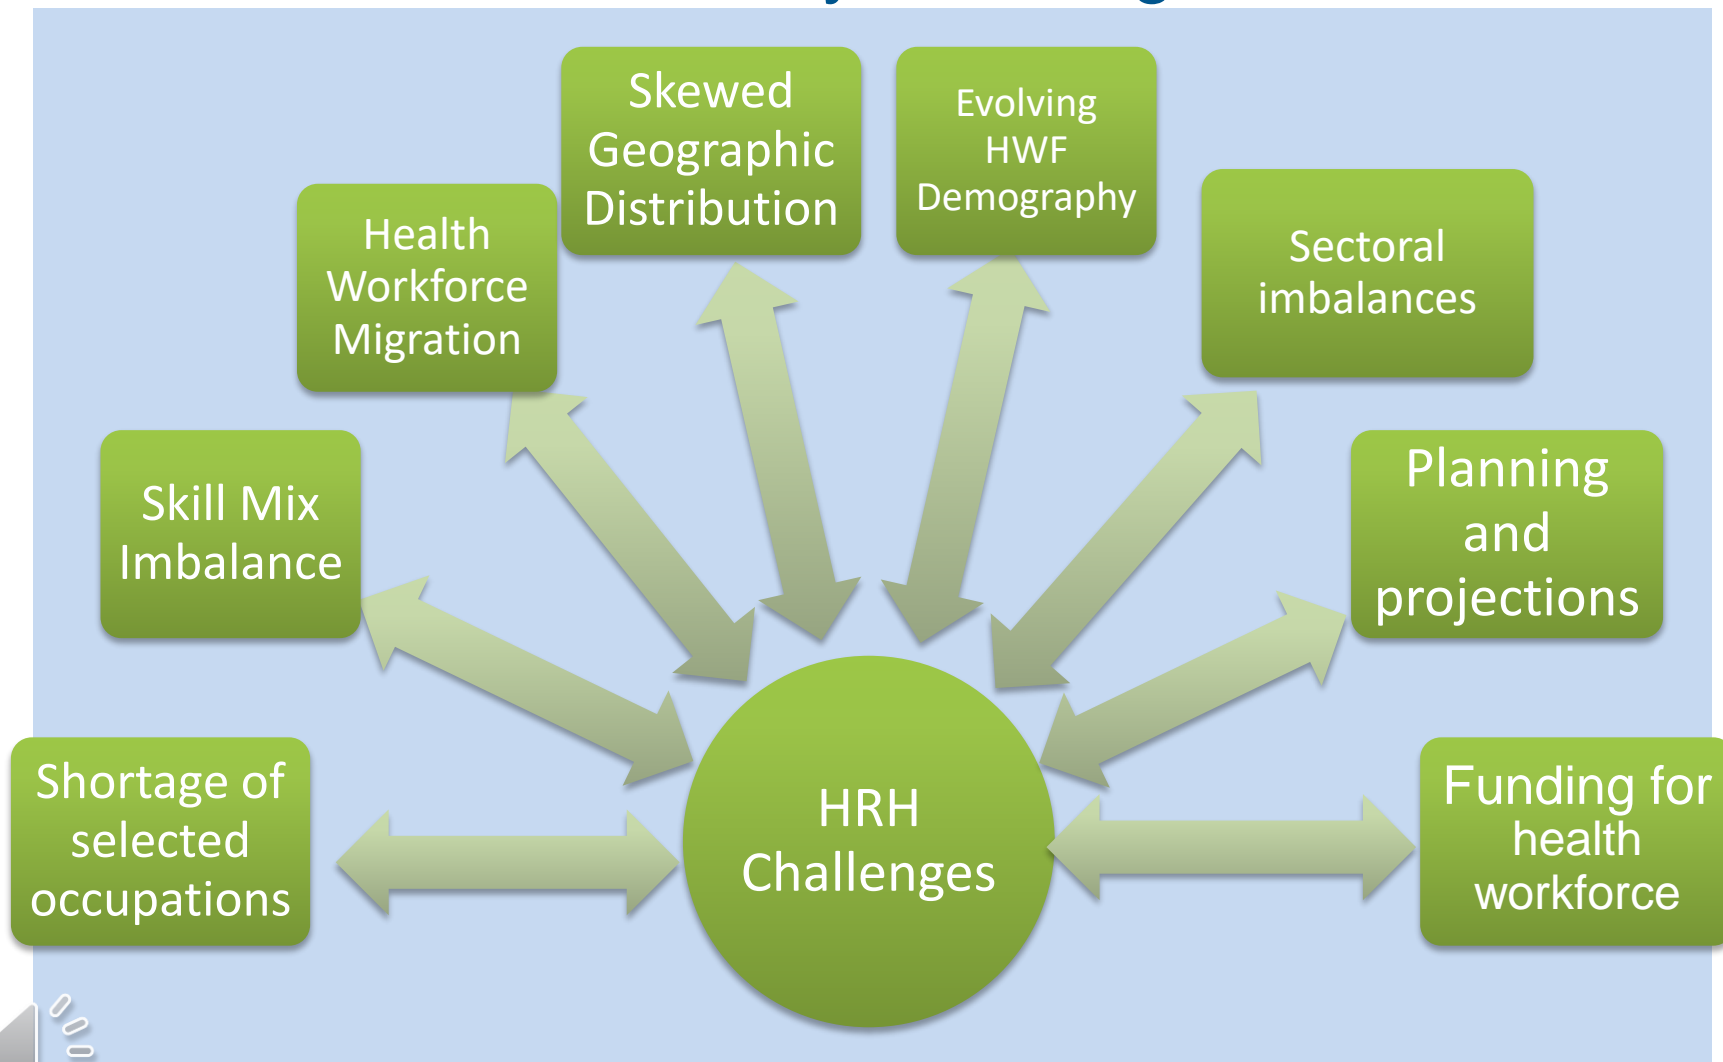 Skewed
Geographic
Distribution
Evolving
HWF
Demography
Health
Workforce
Migration
Sectoral
imbalances
Skill Mix
Imbalance
Planning
and
projections
Shortage of
selected
occupations
HRH
Challenges
Funding for
health
workforce